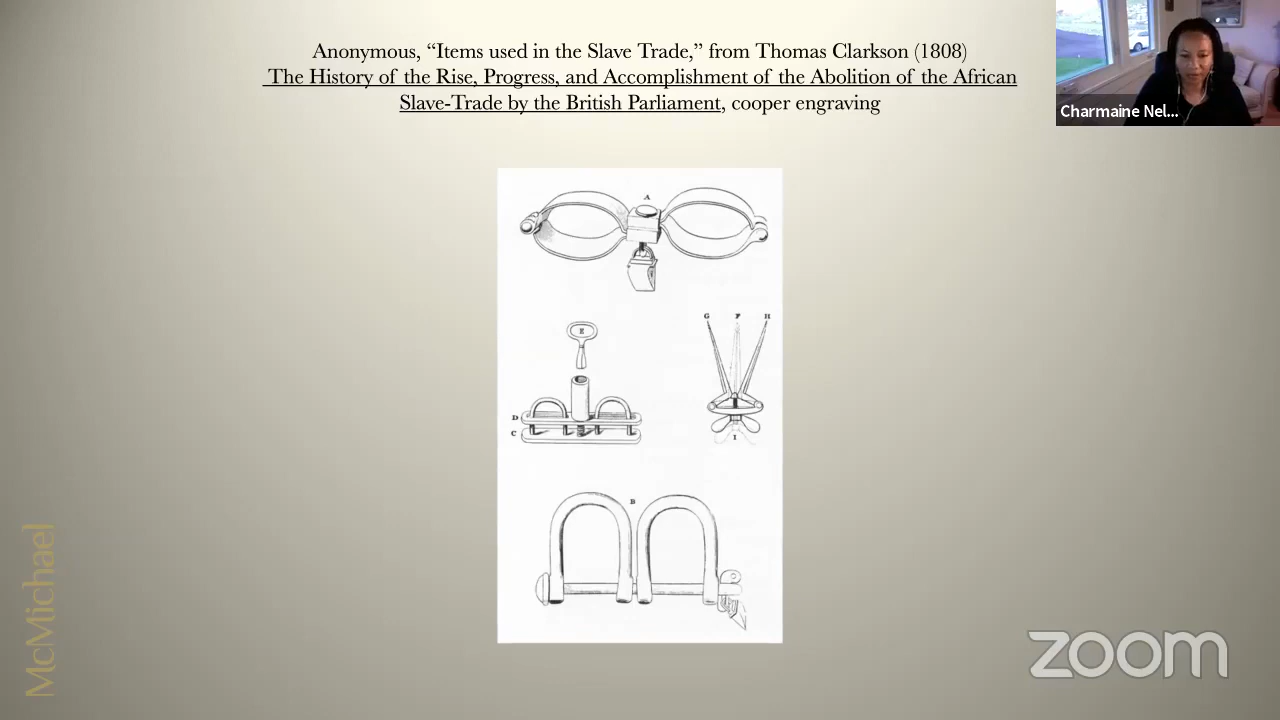 Anonymous, “Items used in the Slave Trade,” from Thomas Clarkson (1808)
The History of the Rise, Progress, and Accomplishment of the Abolition of the African
Slave-Trade by the British Parliament, cooper engraving
Charmaine Nel...
A
E
G F H
D
C
I
B
McMichael
zoom